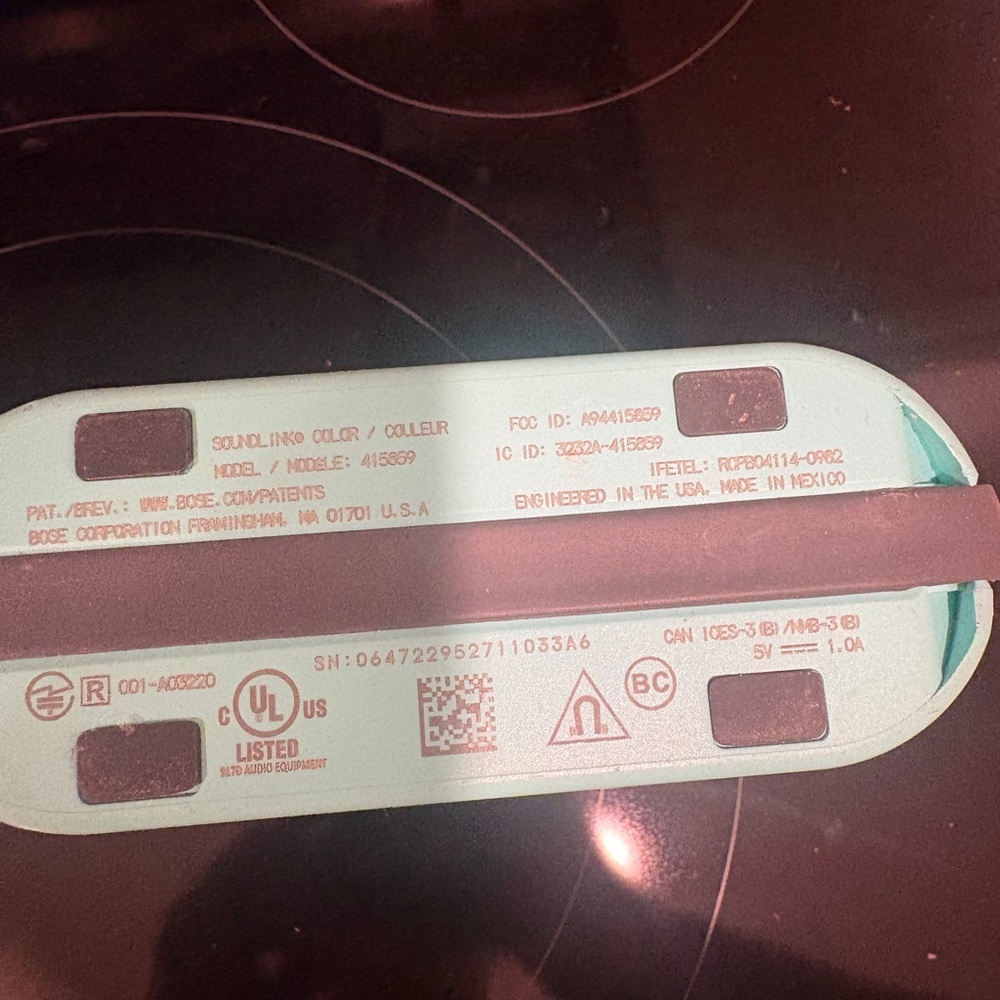 SOUNDLINK® COLOR / COULEUR
MODEL / MODÈLE: 415859
PAT./BREV.: WWW.BOSE.COM/PATENTS
BOSE CORPORATION FRAMINGHAM, MA 01701 U.S.A
FCC ID: A94415859
IC ID: 3232A-415859
IFETEL: RCPBO4114-0962
ENGINEERED IN THE USA. MADE IN MEXICO
SN:064722952711033A6
CAN ICES-3(B)/NMB-3(B)
5V 1.0A
R 001-A03220
C UL US
LISTED
AUDIO EQUIPMENT
BC